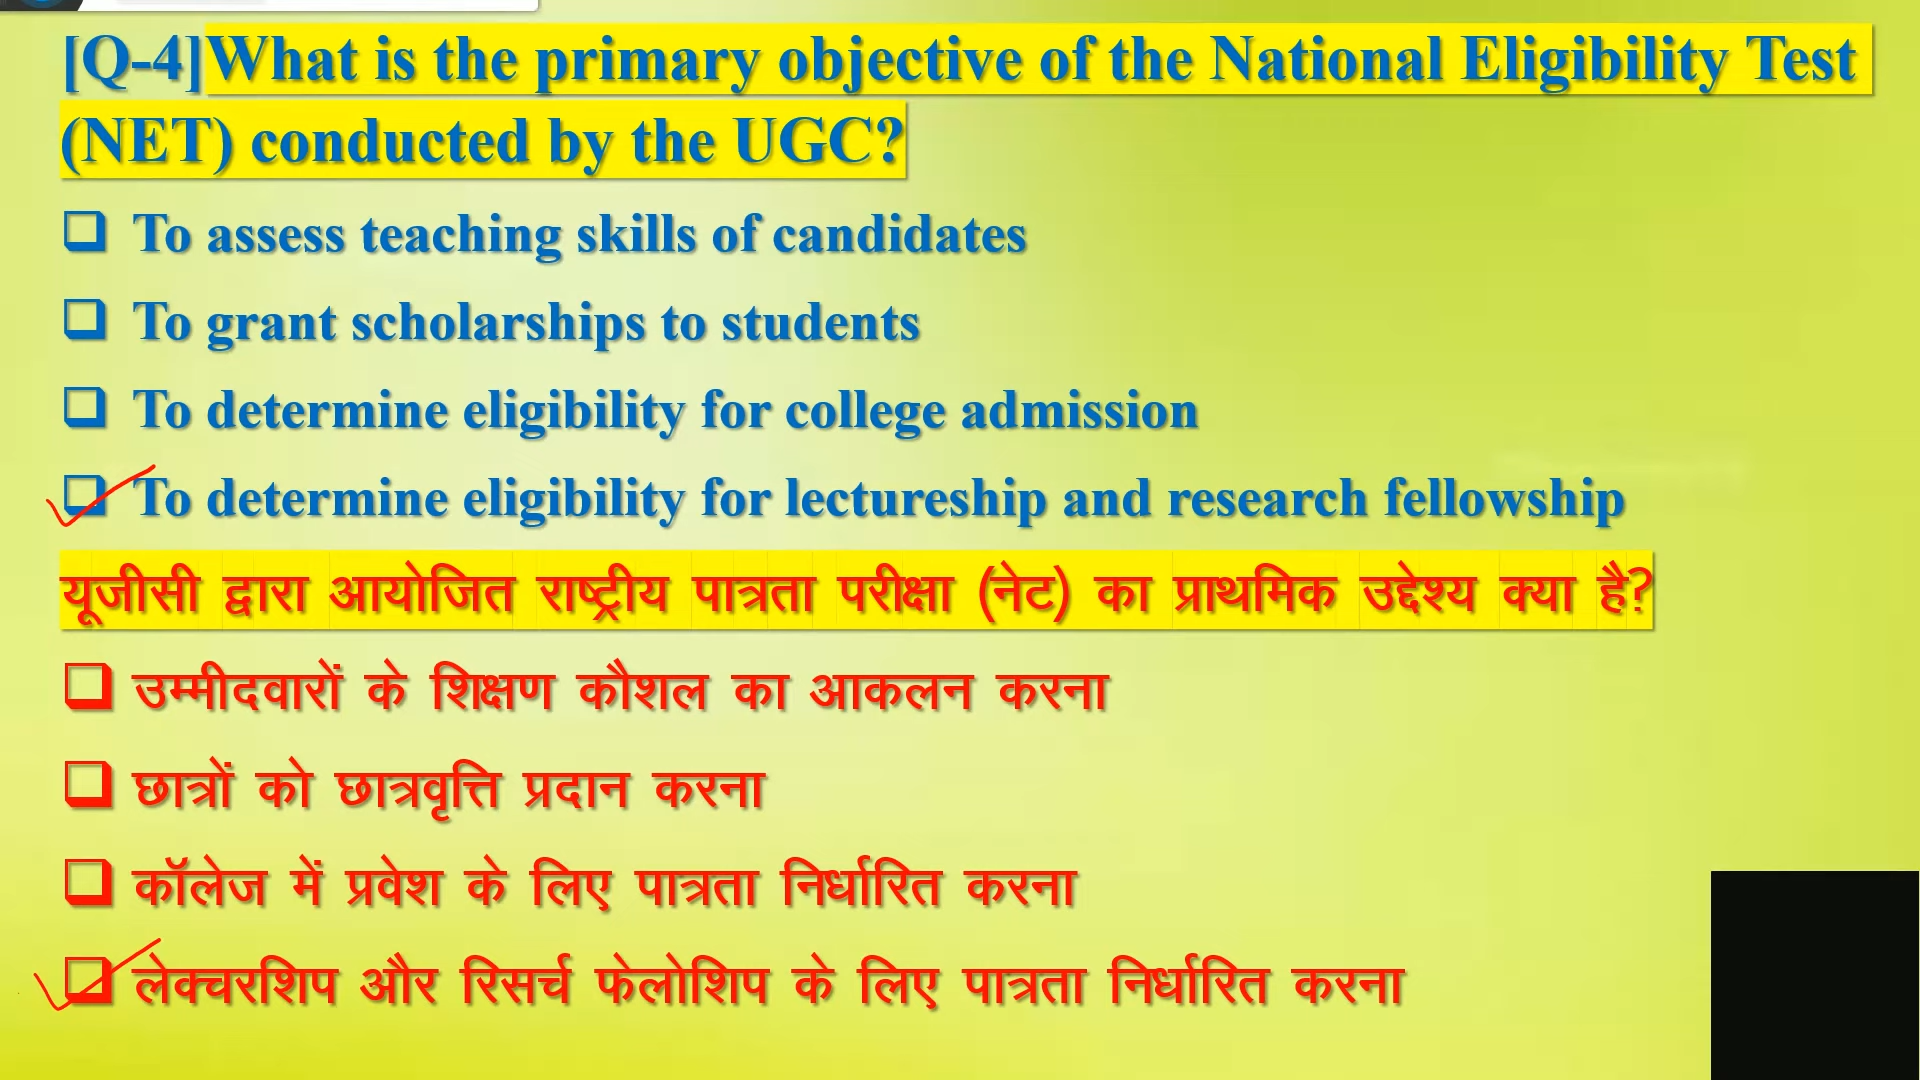 [Q-4]What is the primary objective of the National Eligibility Test
(NET) conducted by the UGC?
To assess teaching skills of candidates
To grant scholarships to students
To determine eligibility for college admission
To determine eligibility for lectureship and research fellowship
यूजीसी द्वारा आयोजित राष्ट्रीय पात्रता परीक्षा (नेट) का प्राथमिक उद्देश्य क्या है?
उम्मीदवारों के शिक्षण कौशल का आकलन करना
छात्रों को छात्रवृत्ति प्रदान करना
कॉलेज में प्रवेश के लिए पात्रता निर्धारित करना
लेक्चरशिप और रिसर्च फेलोशिप के लिए पात्रता निर्धारित करना